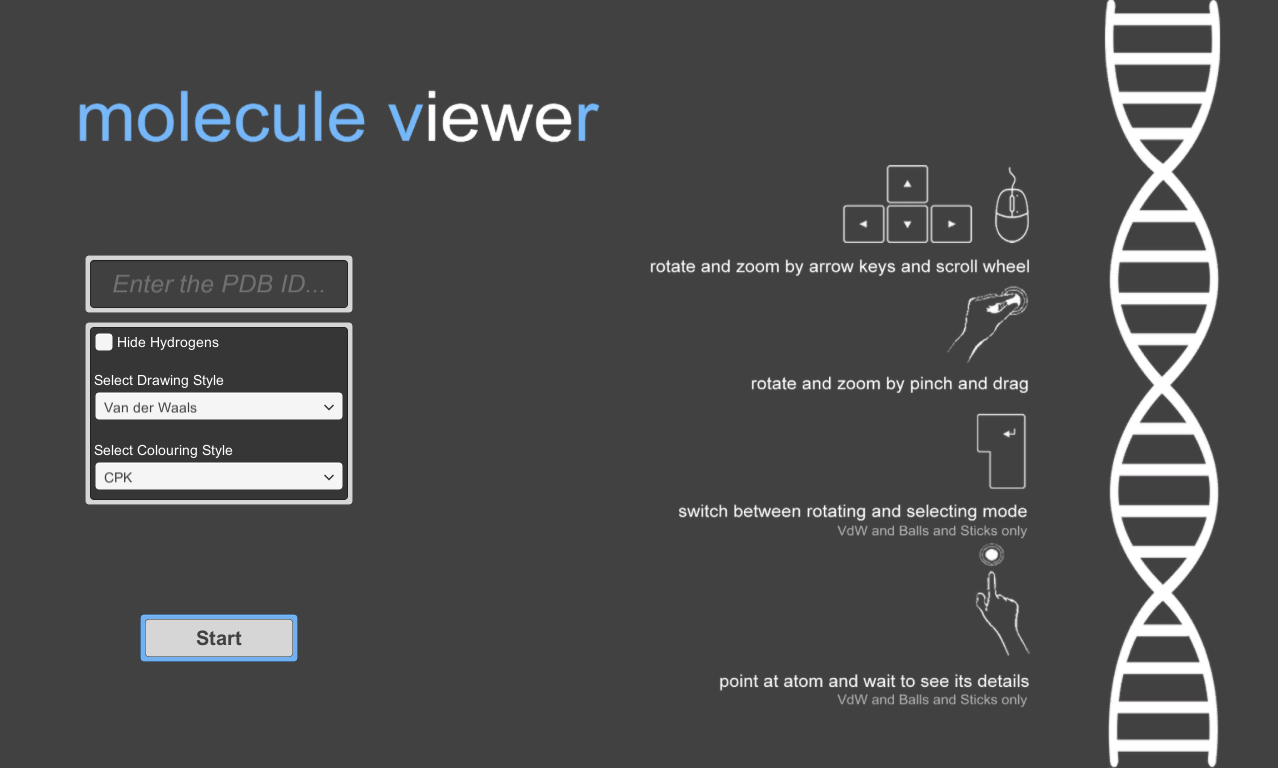 molecule viewer
Enter the PDB ID...
Hide Hydrogens
Select Drawing Style
Van der Waals
Select Colouring Style
CPK
Start
rotate and zoom by arrow keys and scroll wheel
rotate and zoom by pinch and drag
switch between rotating and selecting mode
VdW and Balls and Sticks only
point at atom and wait to see its details
VdW and Balls and Sticks only